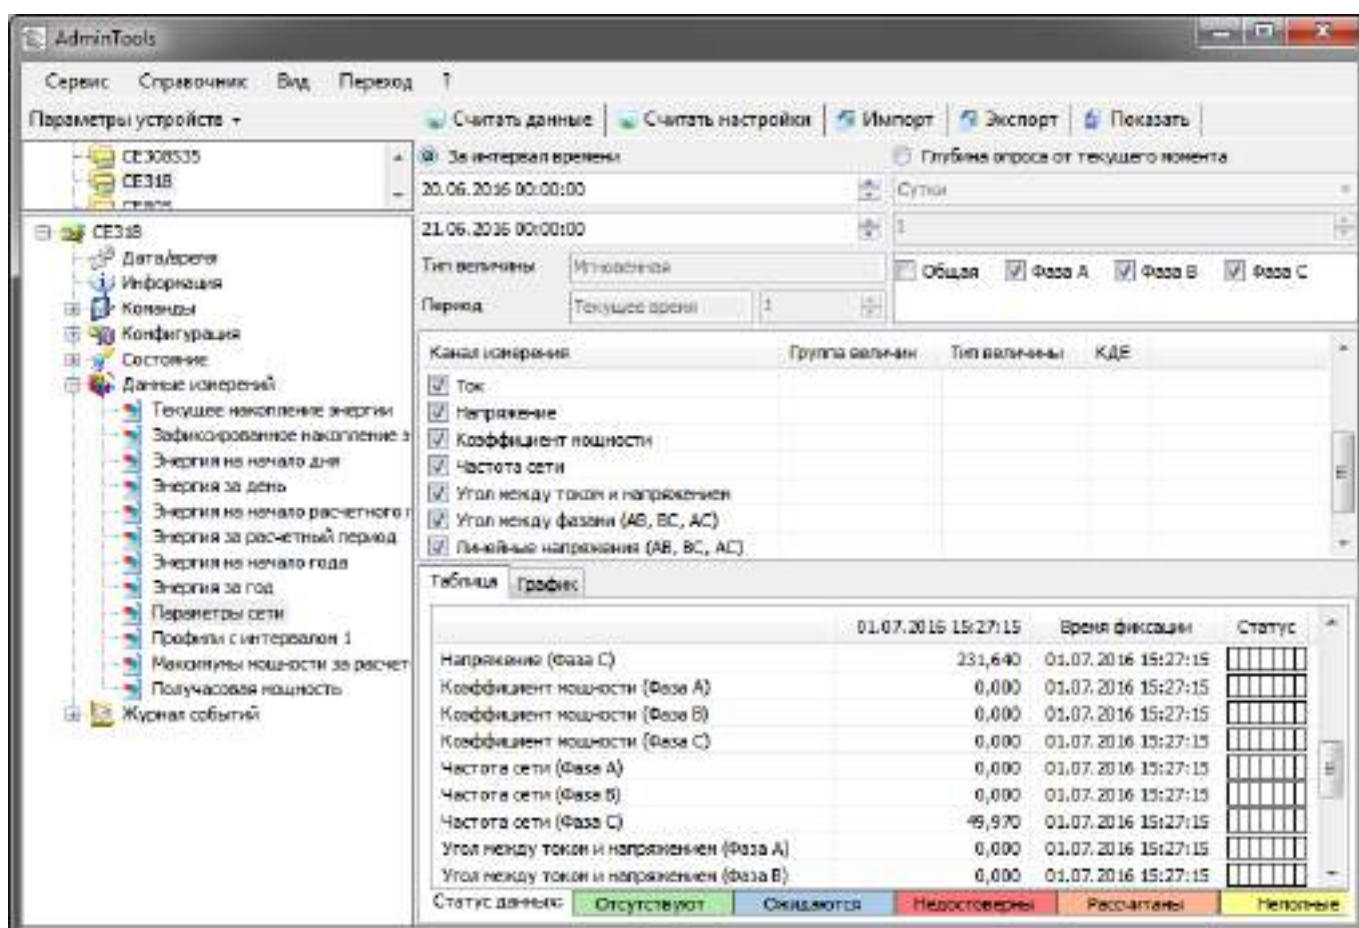 AdminTools
Сервис Справочник Вид Переход ?
Параметры устройств
Считать данные Считать настройки Импорт Экспорт Показать
CE308S35
CE318
За интервал времени
Глубина опроса от текущего момента
20.06.2016 00:00:00
Сутки
21.06.2016 00:00:00
1
Тип величины Мгновенная
Общая Фаза A Фаза B Фаза C
Период Текущее время 1
CE318
Дата/время
Информация
Команды
Конфигурация
Состояние
Данные измерений
Текущее накопление энергии
Зафиксированное накопление э
Энергия на начало дня
Энергия за день
Энергия на начало расчетного г
Энергия за расчетный период
Энергия на начало года
Энергия за год
Параметры сети
Профили с интервалом 1
Максимумы мощности за расчет
Получасовая мощность
Журнал событий
Канал измерения Группа величин Тип величины КДЕ
Ток
Напряжение
Коэффициент мощности
Частота сети
Угол между током и напряжением
Угол между фазами (AB, BC, AC)
Линейные напряжения (AB, BC, AC)
Таблица График
01.07.2016 15:27:15 Время фиксации Статус
Напряжение (Фаза C) 231,640 01.07.2016 15:27:15
Коэффициент мощности (Фаза A) 0,000 01.07.2016 15:27:15
Коэффициент мощности (Фаза B) 0,000 01.07.2016 15:27:15
Коэффициент мощности (Фаза C) 0,000 01.07.2016 15:27:15
Частота сети (Фаза A) 0,000 01.07.2016 15:27:15
Частота сети (Фаза B) 0,000 01.07.2016 15:27:15
Частота сети (Фаза C) 49,970 01.07.2016 15:27:15
Угол между током и напряжением (Фаза A) 0,000 01.07.2016 15:27:15
Угол между током и напряжением (Фаза B) 0,000 01.07.2016 15:27:15
Статус данных: Отсутствуют Ожидаются Недостоверны Рассчитаны Неполные